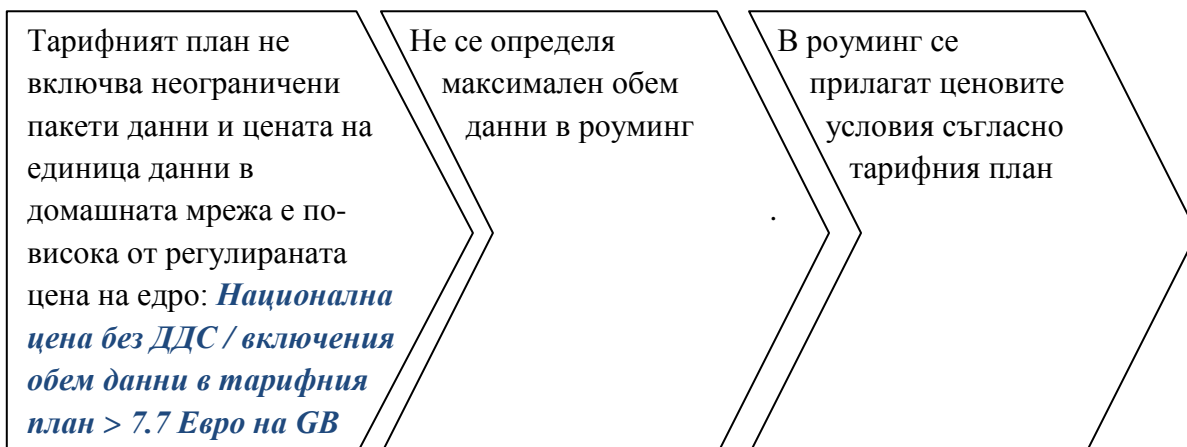 Тарифният план не
включва неограничени
пакети данни и цената на
единица данни в
домашната мрежа е по-
висока от регулираната
цена на едро: Национална
цена без ДДС / включения
обем данни в тарифния
план > 7.7 Евро на GB
Не се определя
максимален обем
данни в роуминг
.
В роуминг се
прилагат ценовите
условия съгласно
тарифния план